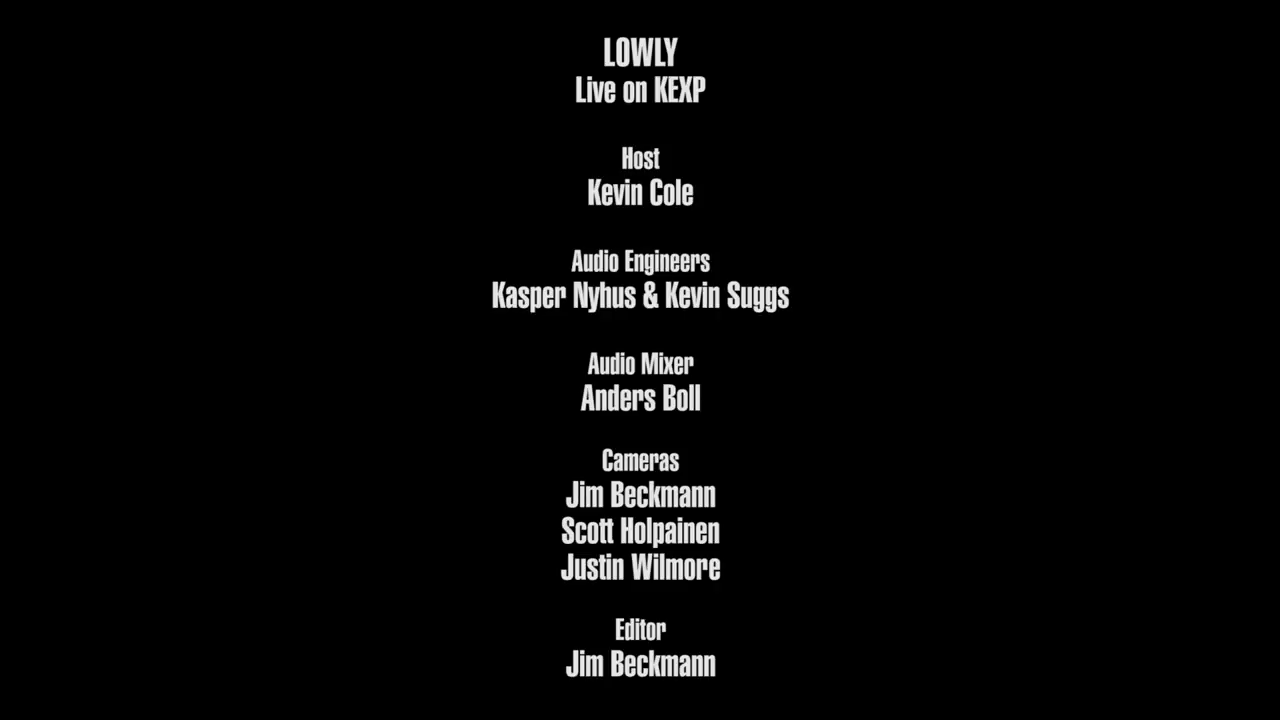 LOWLY
Live on KEXP
Host
Kevin Cole
Audio Engineers
Kasper Nyhus & Kevin Suggs
Audio Mixer
Anders Boll
Cameras
Jim Beckmann
Scott Holpainen
Justin Wilmore
Editor
Jim Beckmann